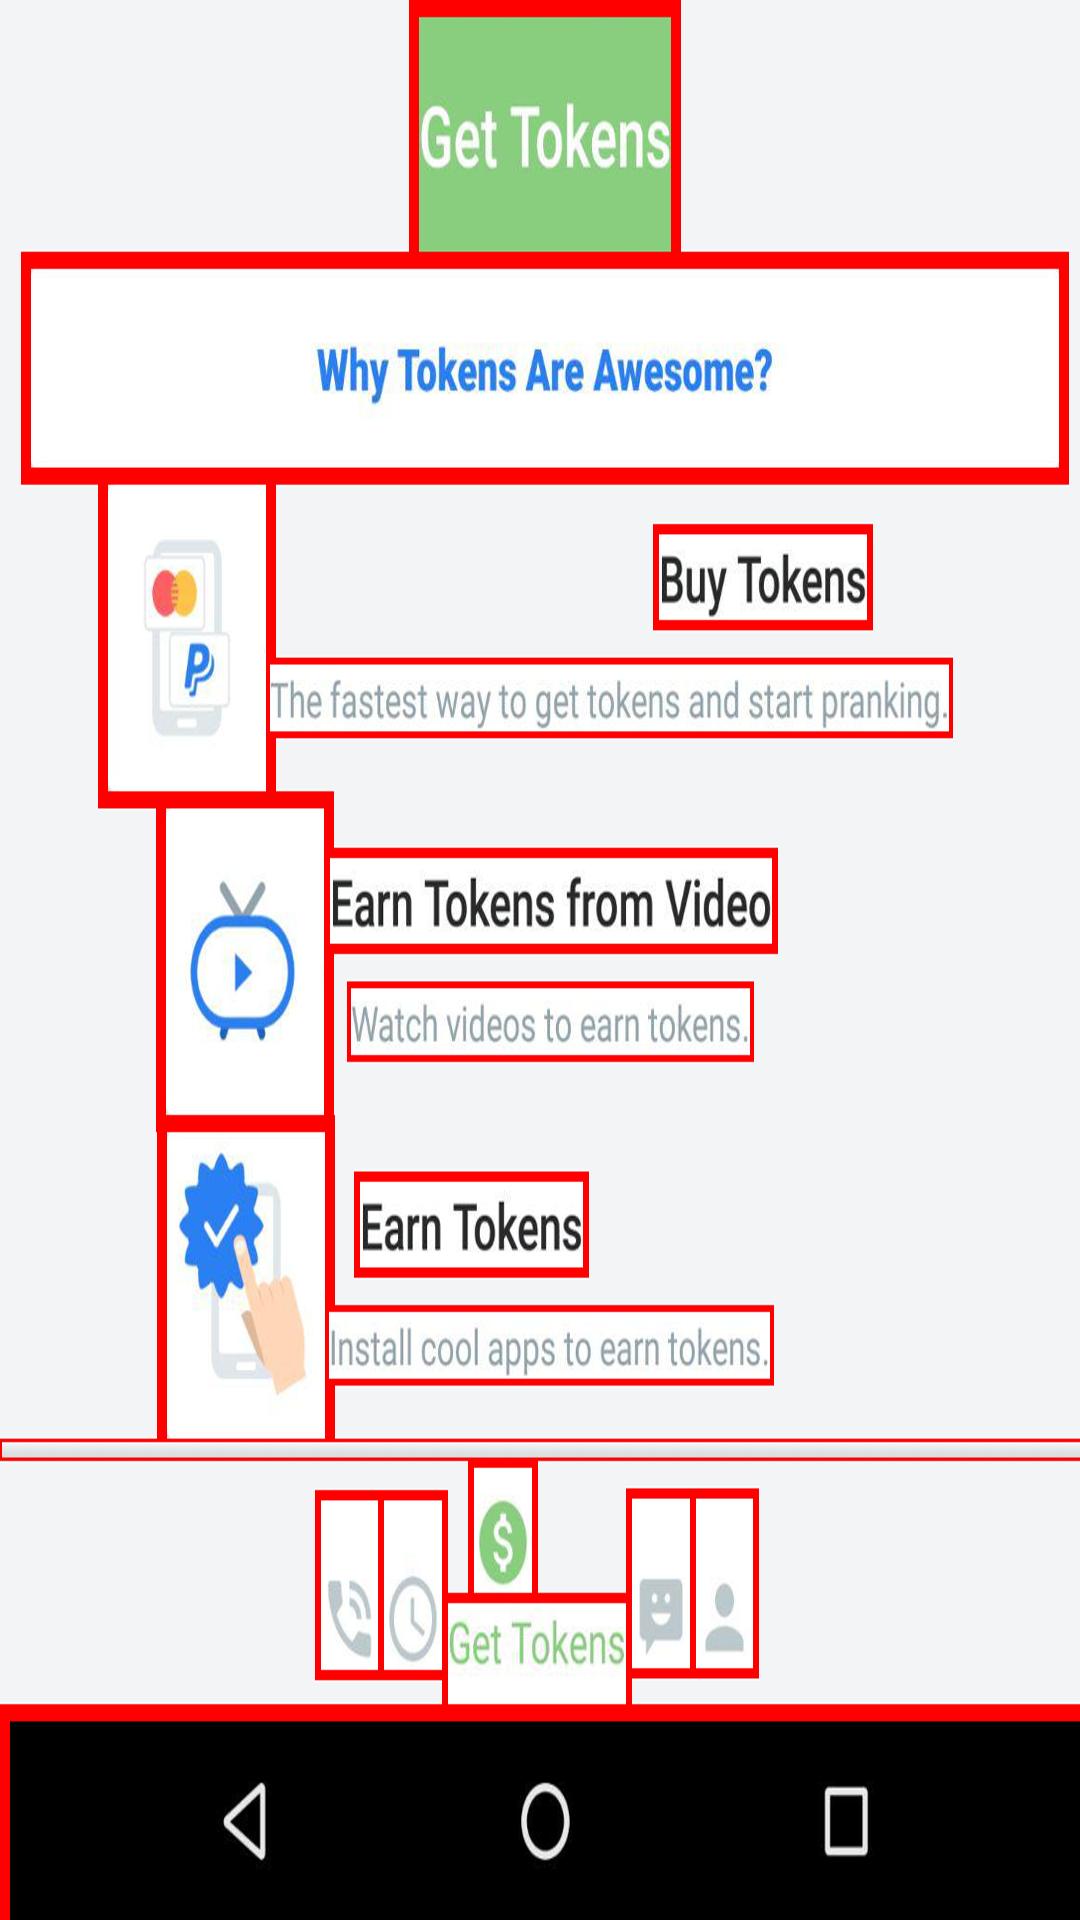 Get Tokens
Why Tokens Are Awesome?
Buy Tokens
The fastest way to get tokens and start pranking.
Earn Tokens from Video
Watch videos to earn tokens.
Earn Tokens
Install cool apps to earn tokens.
Get Tokens